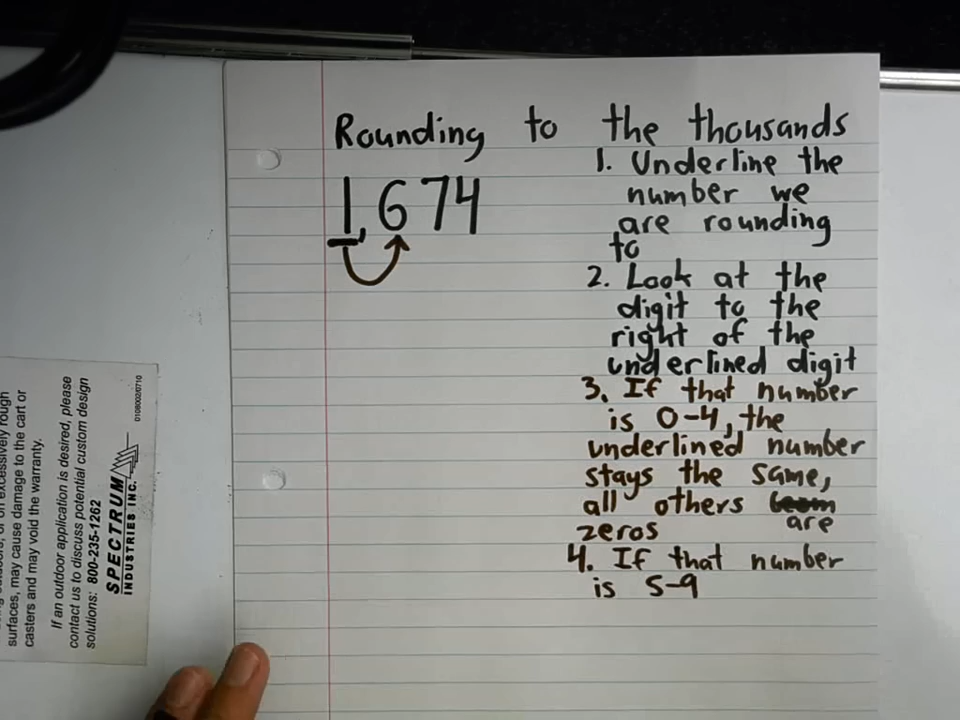 Rounding to the thousands
1,674
1. Underline the
number we
are rounding
to
2. Look at the
digit to the
right of the
underlined digit
3. If that number
is 0-4, the
underlined number
stays the same,
all others
are
zeros
4. If that number
is 5-9
surfaces, may cause damage to the cart or
casters and may void the warranty.
If an outdoor application is desired, please
contact us to discuss potential custom design
solutions: 800-235-1262
SPECTRUM
INDUSTRIES INC.